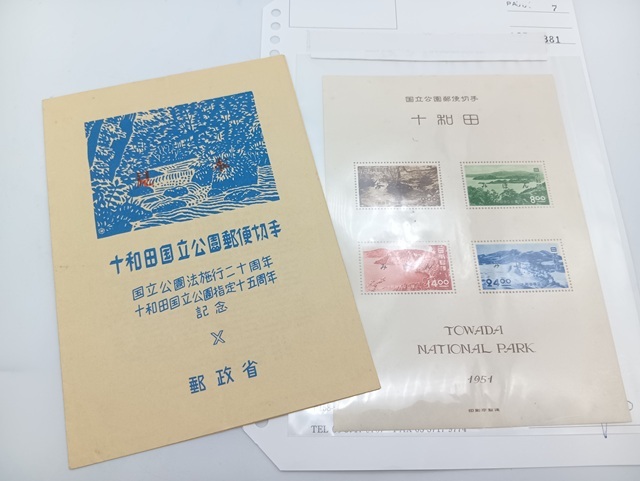 十和田国立公園郵便切手
国立公園法施行二十周年
十和田国立公園指定十五周年
記念
郵政省
7
881
国立公園郵便切手
十和田
8.00
14.00
24.00
TOWADA
NATIONAL PARK
1951
TEL